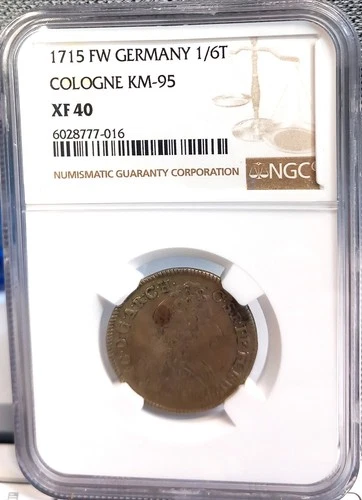 1715 FW GERMANY 1/6T
COLOGNE KM-95
XF 40
6028777-016
NUMISMATIC GUARANTY CORPORATION
NGC